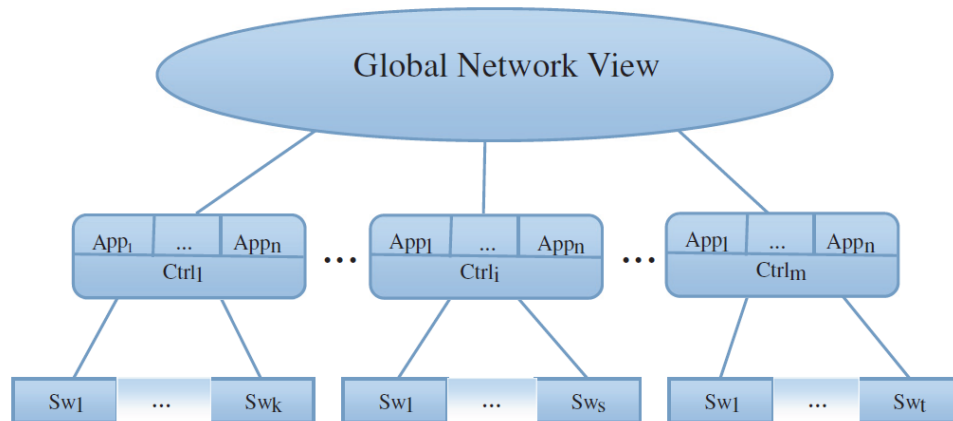 Global Network View
App1 ... Appn ... App1 ... Appn ... App1 ... Appn
Ctrl1 Ctrli Ctrlm
Sw1 ... Swk Sw1 ... Sws Sw1 ... Swt